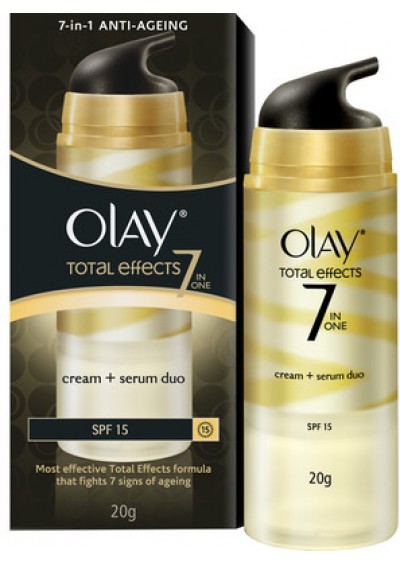 7-in-1 ANTI-AGEING
OLAY®
TOTAL effects 7 IN ONE
cream + serum duo
SPF 15
15
Most effective Total Effects formula
that fights 7 signs of ageing
20g
OLAY®
TOTAL effects
7 IN ONE
cream + serum duo
SPF 15
20g